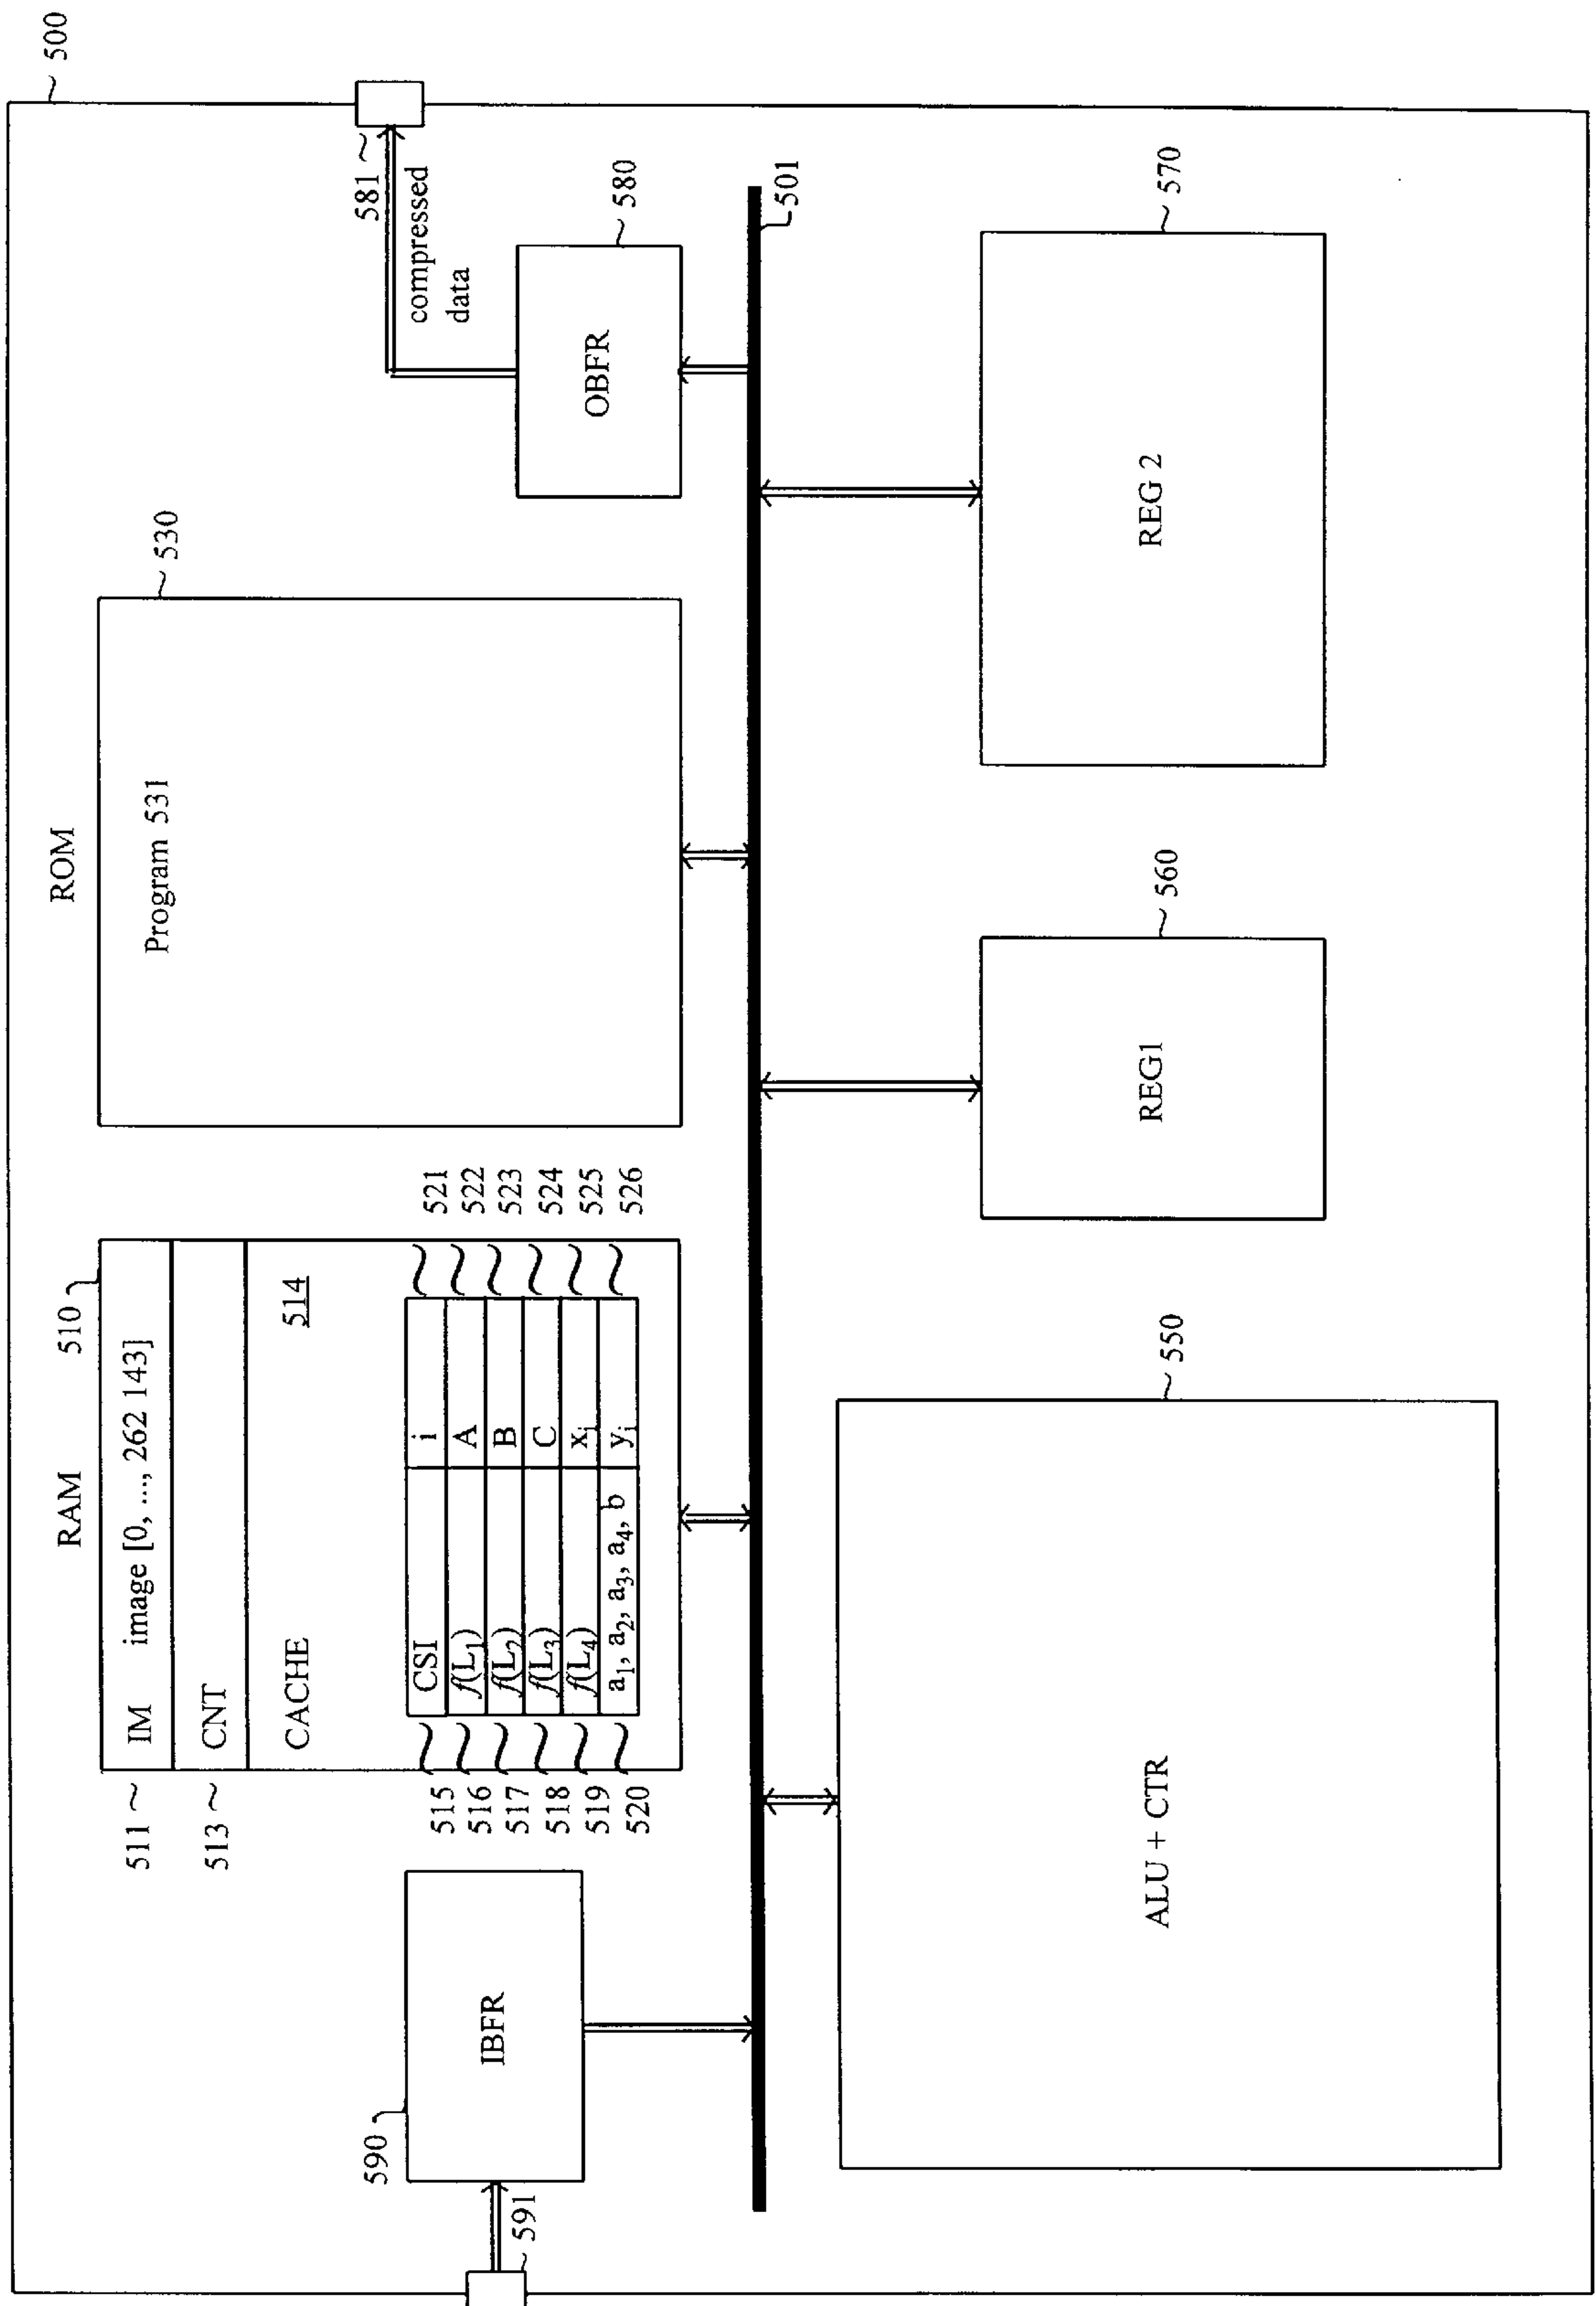 500
RAM
510
ROM
511
IM image [0, ..., 262 143]
513
CNT
CACHE
514
515
CSI
i
521
516
f(L1)
A
522
517
f(L2)
B
523
518
f(L3)
C
524
519
f(L4)
xi
525
520
a1, a2, a3, a4, b
yi
526
Program 531
530
581
compressed
data
590
IBFR
591
OBFR
580
501
550
ALU + CTR
REG1
560
REG 2
570